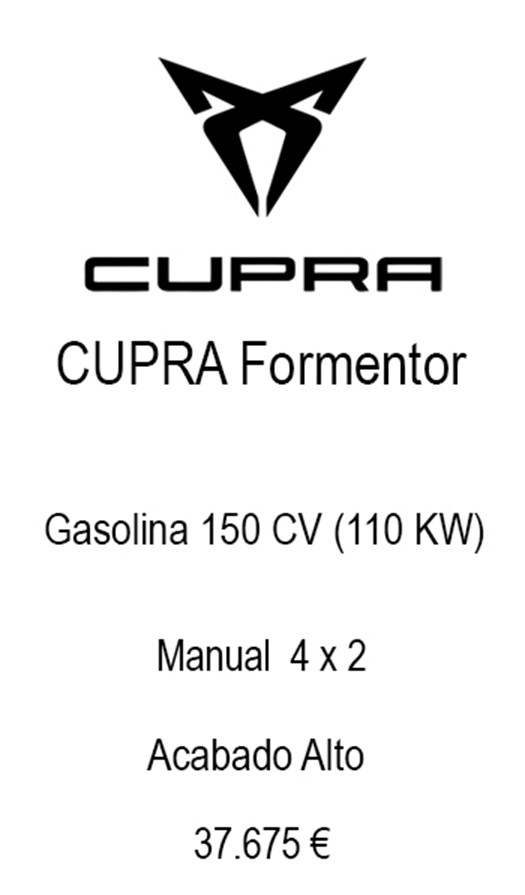 CUPRA
CUPRA Formentor
Gasolina 150 CV (110 KW)
Manual 4 x 2
Acabado Alto
37.675 €